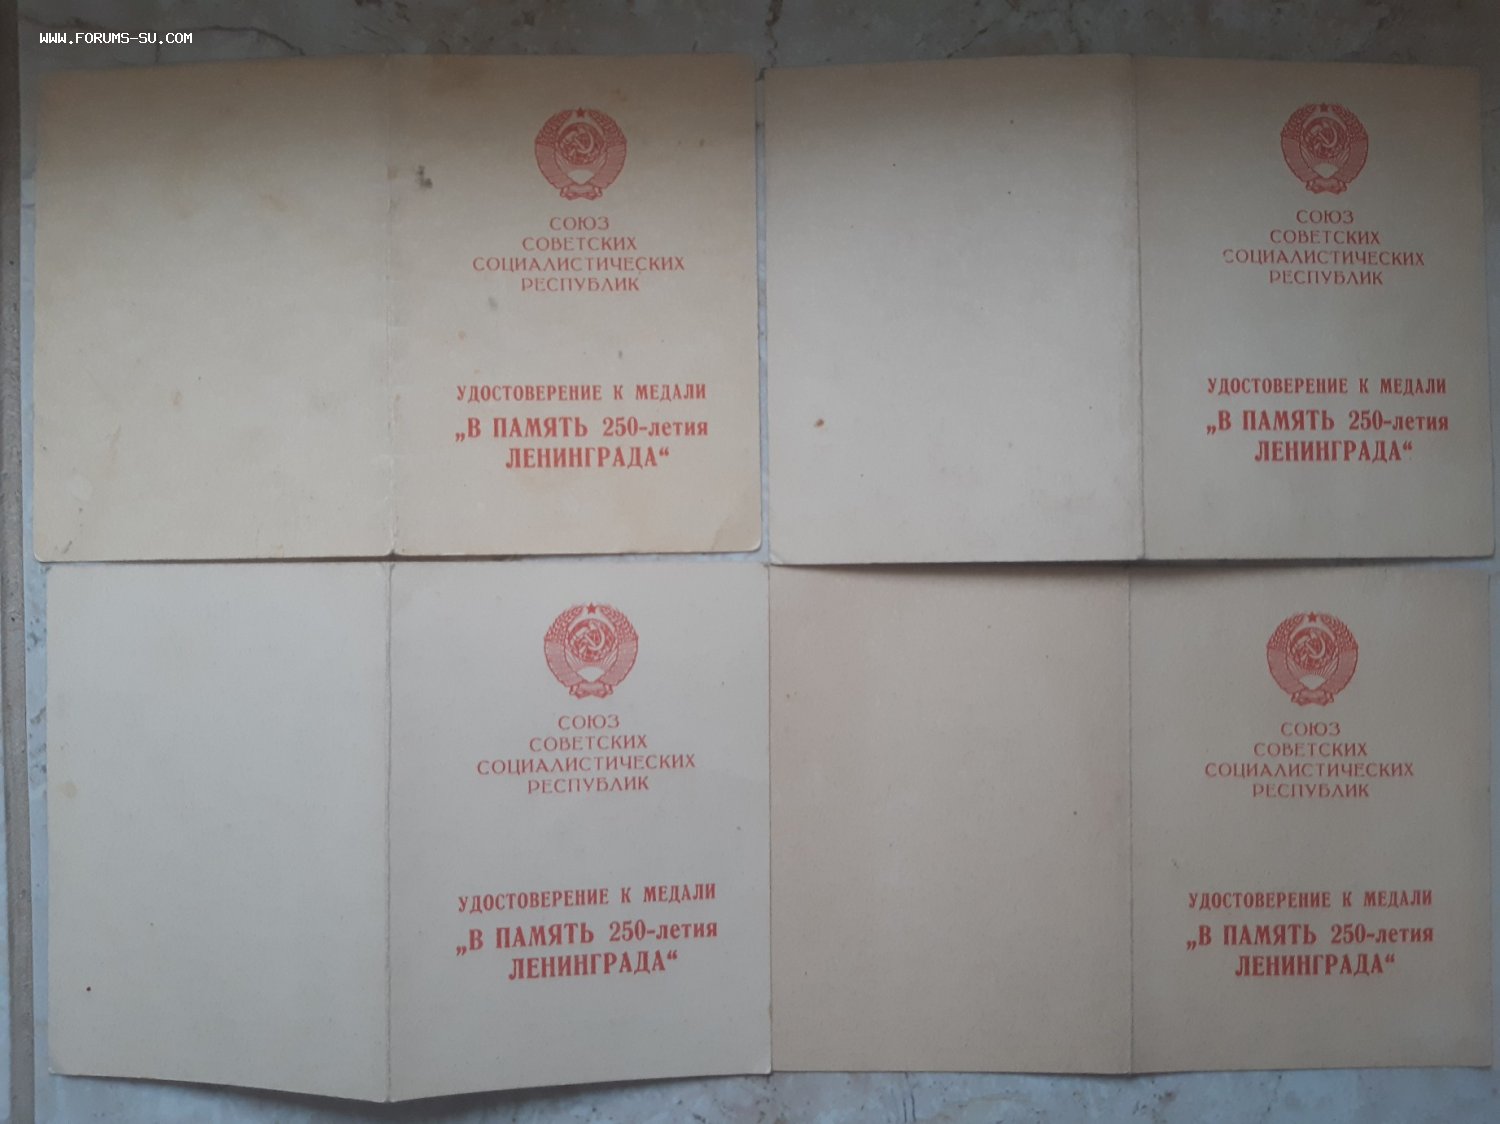 WWW.FORUMS-SU.COM
СОЮЗ
СОВЕТСКИХ
СОЦИАЛИСТИЧЕСКИХ
РЕСПУБЛИК
УДОСТОВЕРЕНИЕ К МЕДАЛИ
„В ПАМЯТЬ 250-летия
ЛЕНИНГРАДА“
СОЮЗ
СОВЕТСКИХ
СОЦИАЛИСТИЧЕСКИХ
РЕСПУБЛИК
УДОСТОВЕРЕНИЕ К МЕДАЛИ
„В ПАМЯТЬ 250-летия
ЛЕНИНГРАДА“
СОЮЗ
СОВЕТСКИХ
СОЦИАЛИСТИЧЕСКИХ
РЕСПУБЛИК
УДОСТОВЕРЕНИЕ К МЕДАЛИ
„В ПАМЯТЬ 250-летия
ЛЕНИНГРАДА“
СОЮЗ
СОВЕТСКИХ
СОЦИАЛИСТИЧЕСКИХ
РЕСПУБЛИК
УДОСТОВЕРЕНИЕ К МЕДАЛИ
„В ПАМЯТЬ 250-летия
ЛЕНИНГРАДА“